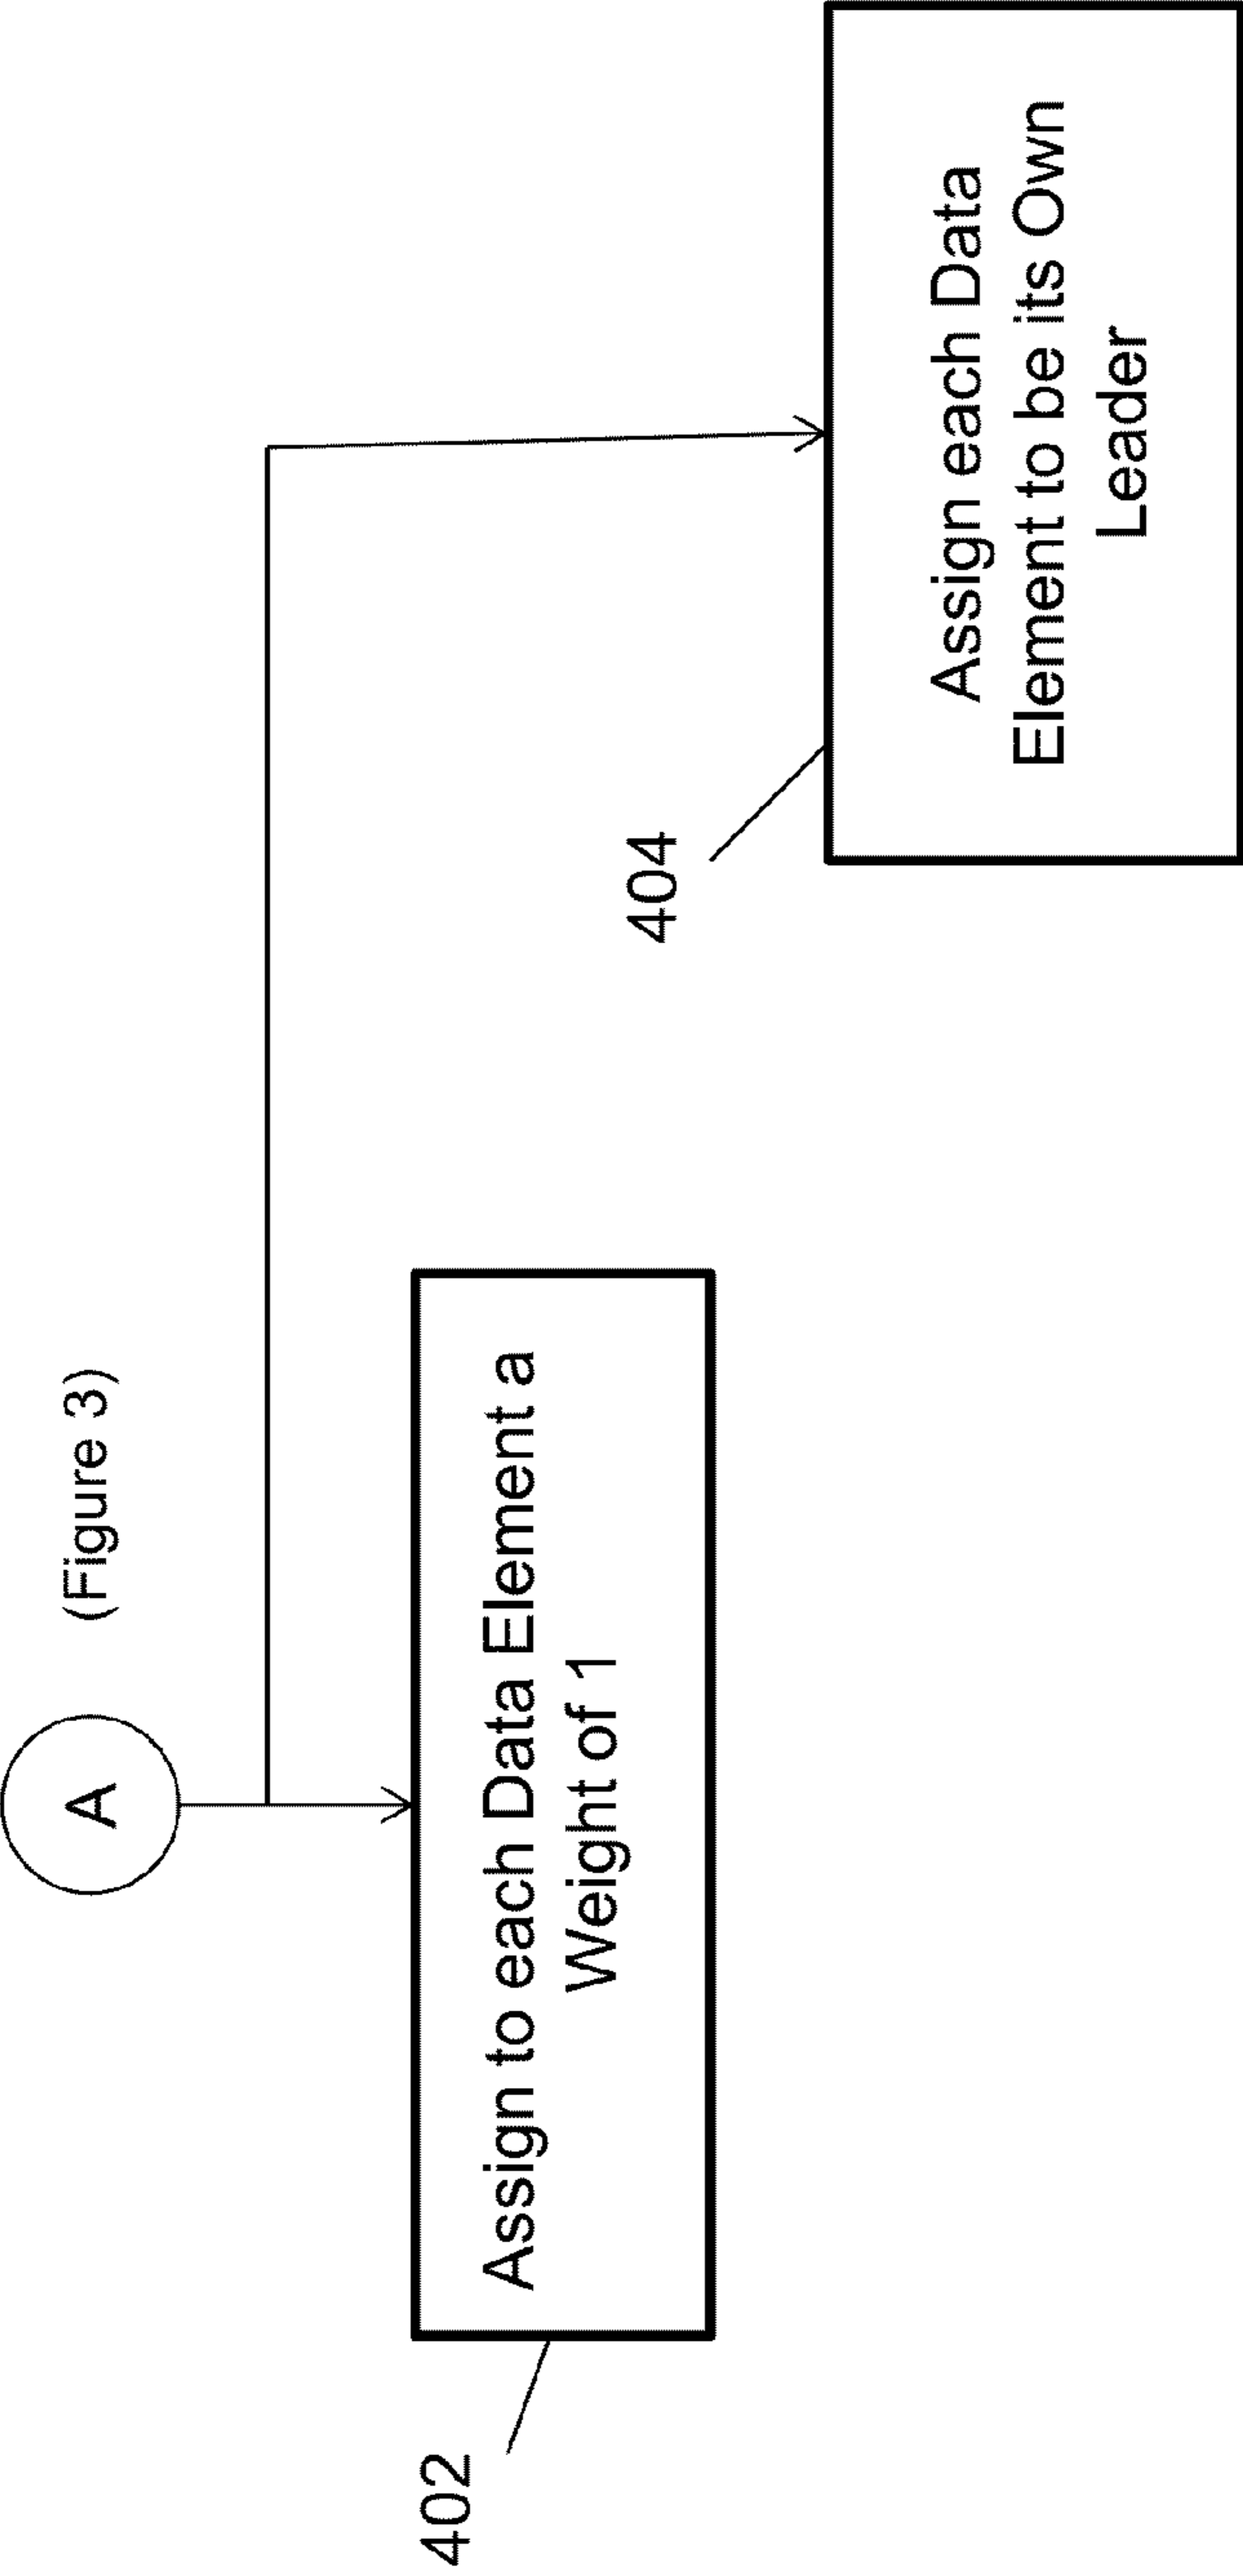 A
(Figure 3)
402
Assign to each Data Element a
Weight of 1
404
Assign each Data
Element to be its Own
Leader